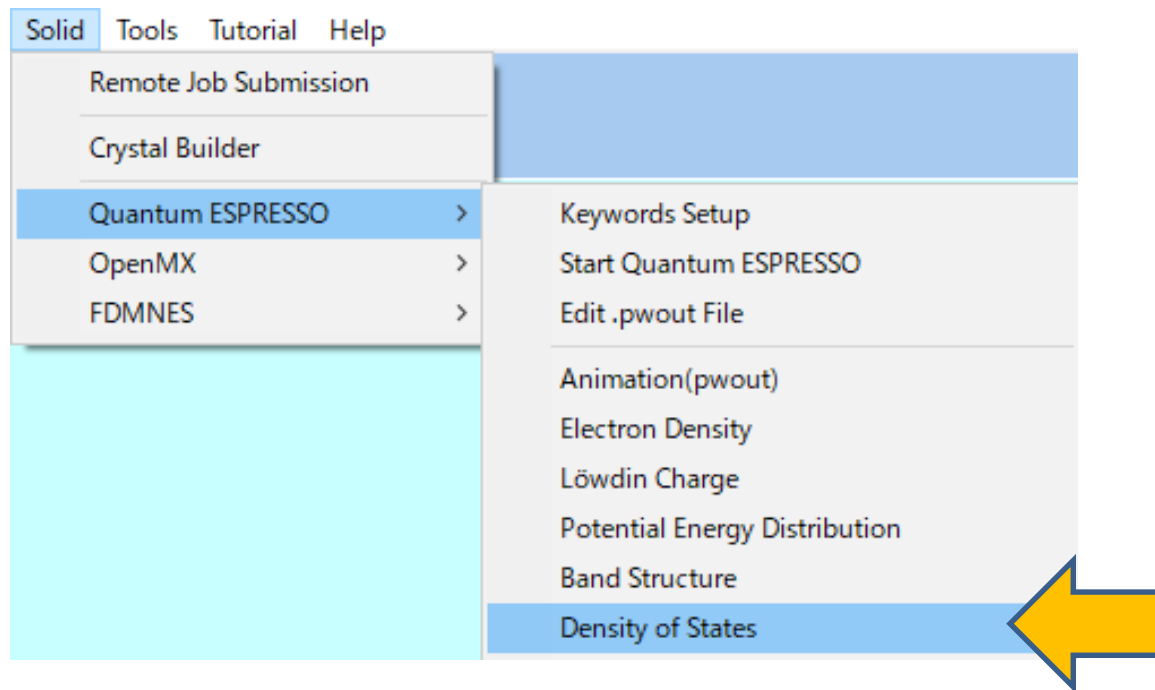 Solid Tools Tutorial Help
Remote Job Submission
Crystal Builder
Quantum ESPRESSO >
OpenMX >
FDMNES >
Keywords Setup
Start Quantum ESPRESSO
Edit .pwout File
Animation(pwout)
Electron Density
Löwdin Charge
Potential Energy Distribution
Band Structure
Density of States